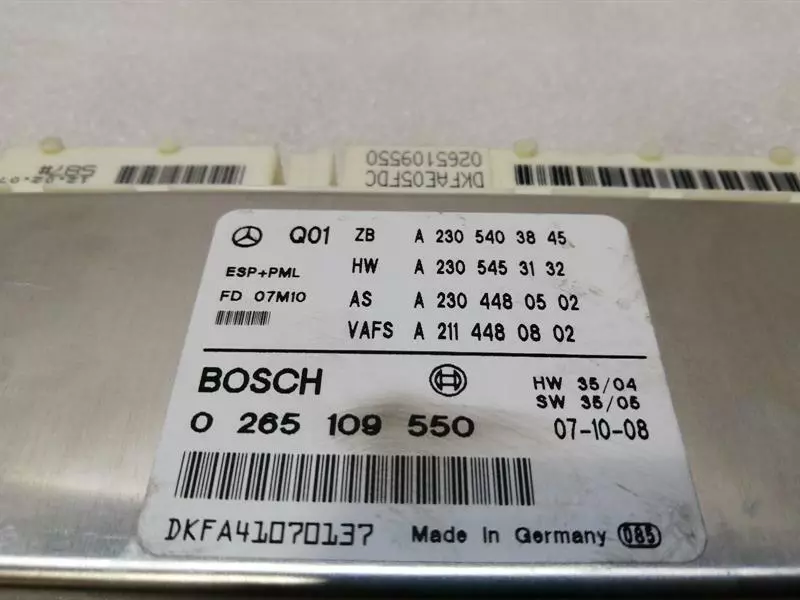 0265109550
DKFAE05FDC
Q01 ZB A 230 540 38 45
ESP+PML HW A 230 545 31 32
FD 07M10 AS A 230 448 05 02
VAFS A 211 448 08 02
BOSCH HW 35/04
SW 35/05
0 265 109 550 07-10-08
DKFA41070137 Made in Germany 085